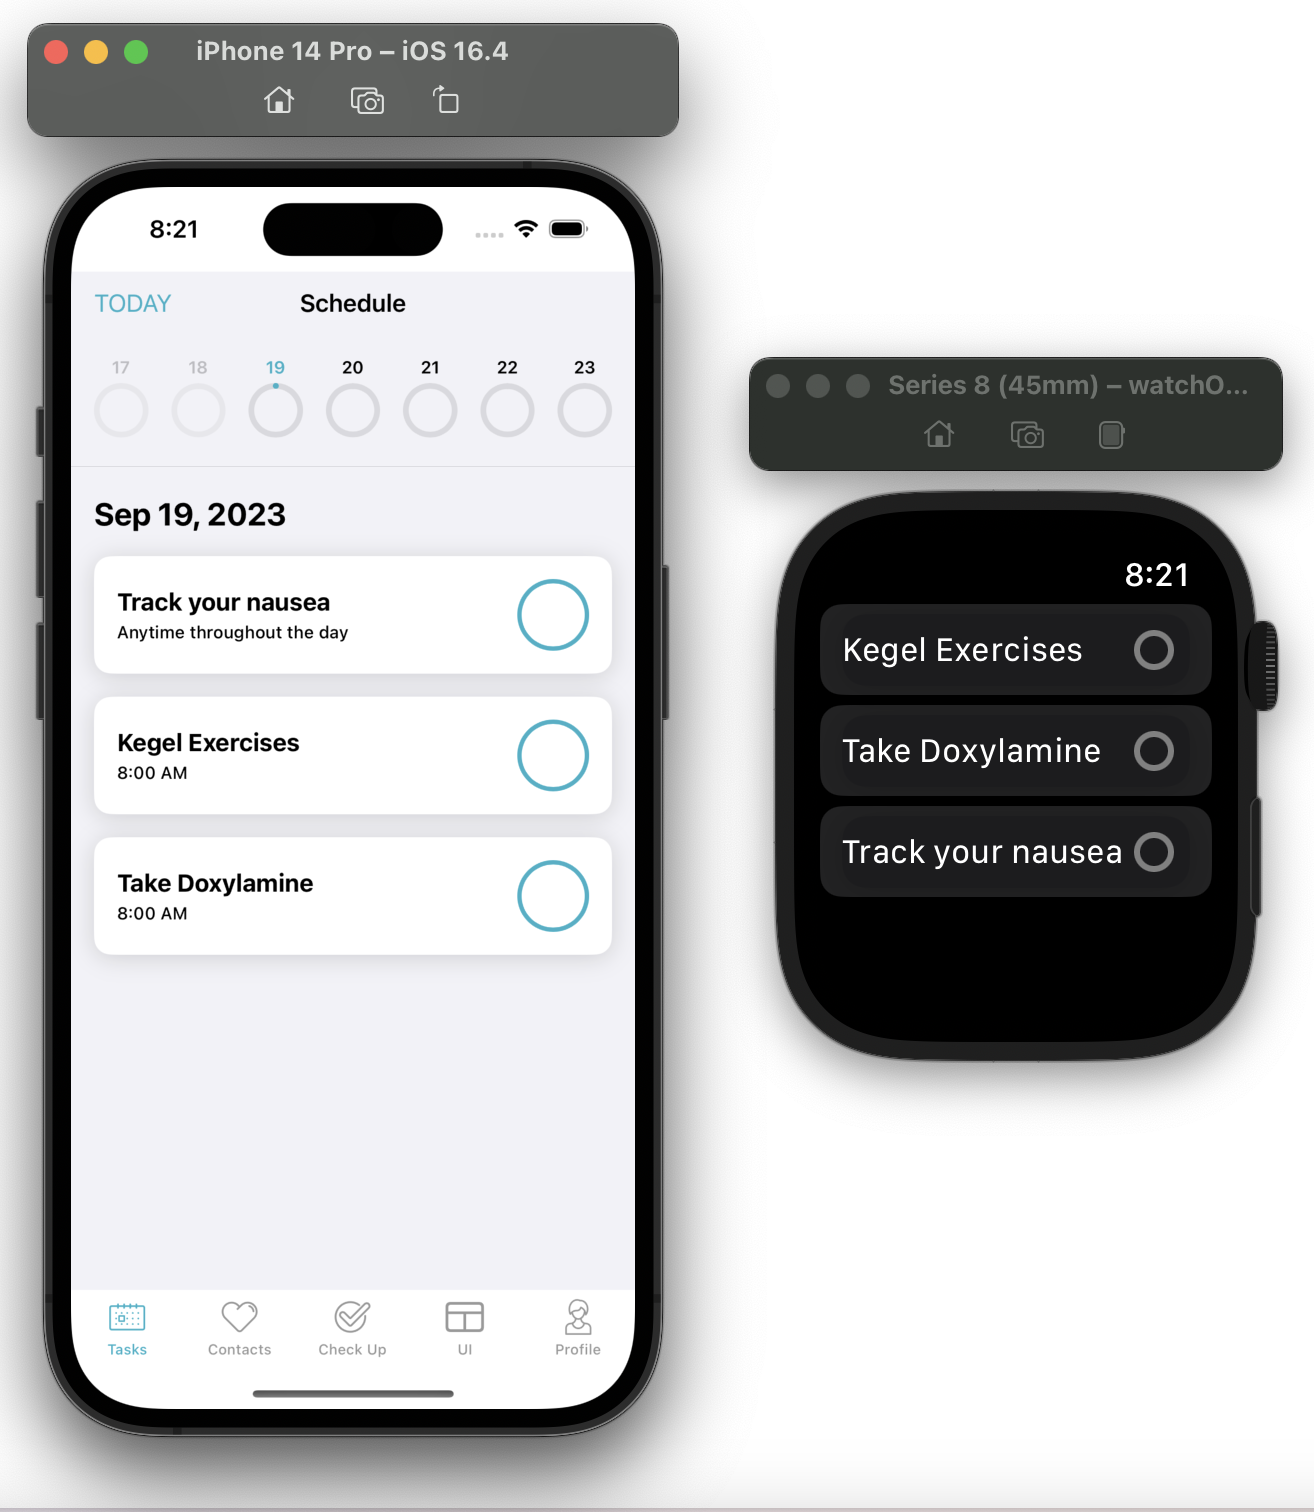 iPhone 14 Pro – iOS 16.4
8:21
TODAY
Schedule
17 18 19 20 21 22 23
Sep 19, 2023
Track your nausea
Anytime throughout the day
Kegel Exercises
8:00 AM
Take Doxylamine
8:00 AM
Tasks Contacts Check Up UI Profile
Series 8 (45mm) – watchO...
8:21
Kegel Exercises
Take Doxylamine
Track your nausea